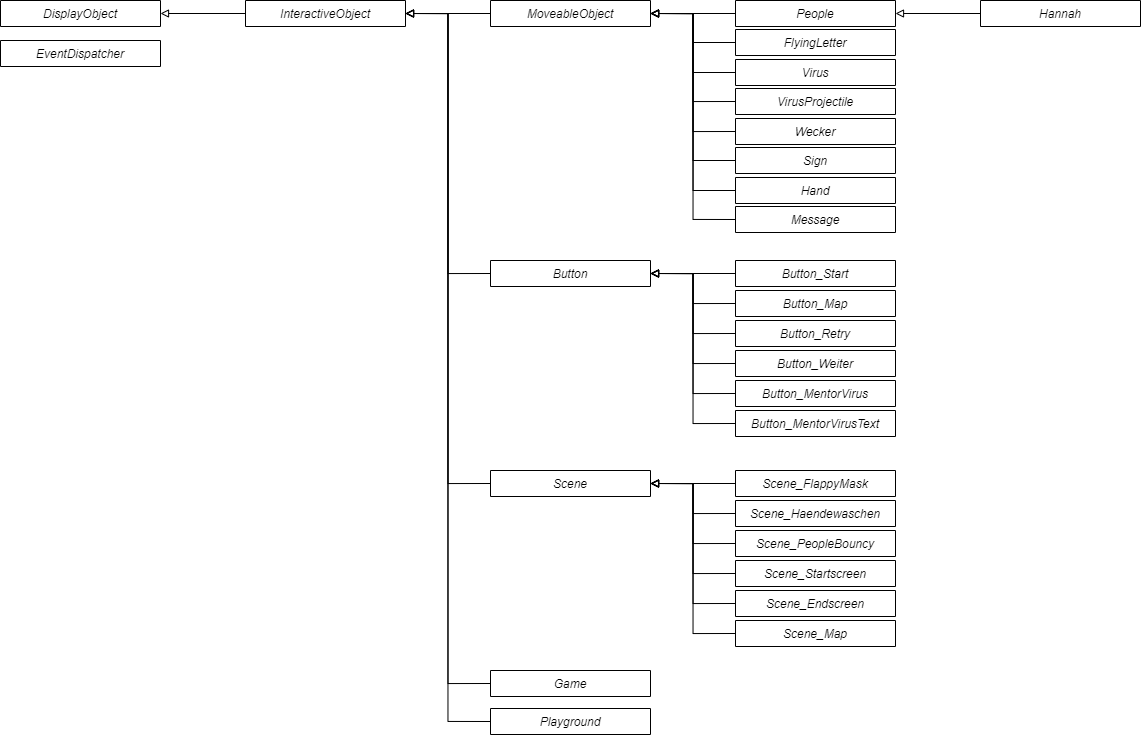 DisplayObject
InteractiveObject
MoveableObject
People
Hannah
EventDispatcher
FlyingLetter
Virus
VirusProjectile
Wecker
Sign
Hand
Message
Button
Button_Start
Button_Map
Button_Retry
Button_Weiter
Button_MentorVirus
Button_MentorVirusText
Scene
Scene_FlappyMask
Scene_Haendewaschen
Scene_PeopleBouncy
Scene_Startscreen
Scene_Endscreen
Scene_Map
Game
Playground